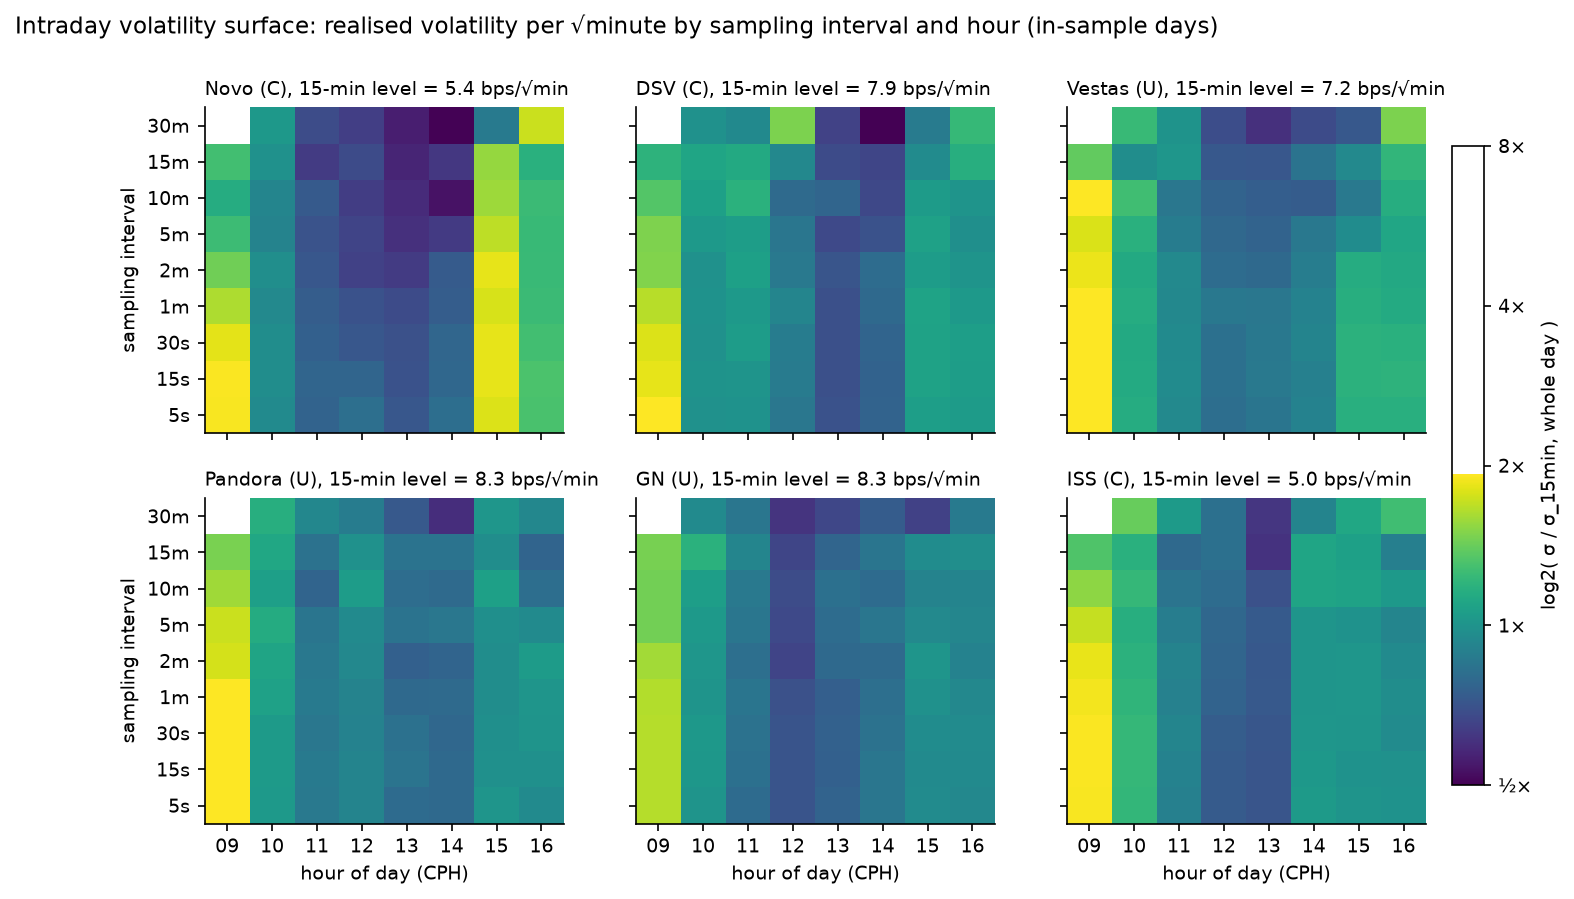 Intraday volatility surface: realised volatility per √minute by sampling interval and hour (in-sample days)
Novo (C), 15-min level = 5.4 bps/√min
DSV (C), 15-min level = 7.9 bps/√min
Vestas (U), 15-min level = 7.2 bps/√min
sampling interval
30m
15m
10m
5m
2m
1m
30s
15s
5s
Pandora (U), 15-min level = 8.3 bps/√min
GN (U), 15-min level = 8.3 bps/√min
ISS (C), 15-min level = 5.0 bps/√min
sampling interval
30m
15m
10m
5m
2m
1m
30s
15s
5s
09 10 11 12 13 14 15 16
hour of day (CPH)
09 10 11 12 13 14 15 16
hour of day (CPH)
09 10 11 12 13 14 15 16
hour of day (CPH)
8×
4×
2×
1×
½×
log2( σ / σ_15min, whole day )